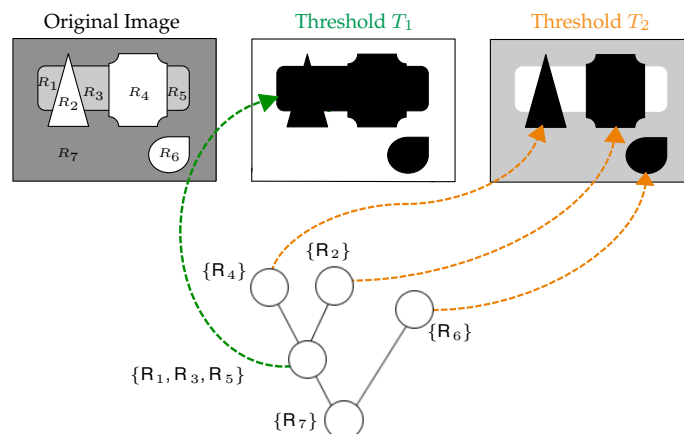 Original Image
Threshold T₁
Threshold T₂
R₁ R₂ R₃ R₄ R₅
R₆
R₇
{R₄}
{R₂}
{R₆}
{R₁, R₃, R₅}
{R₇}